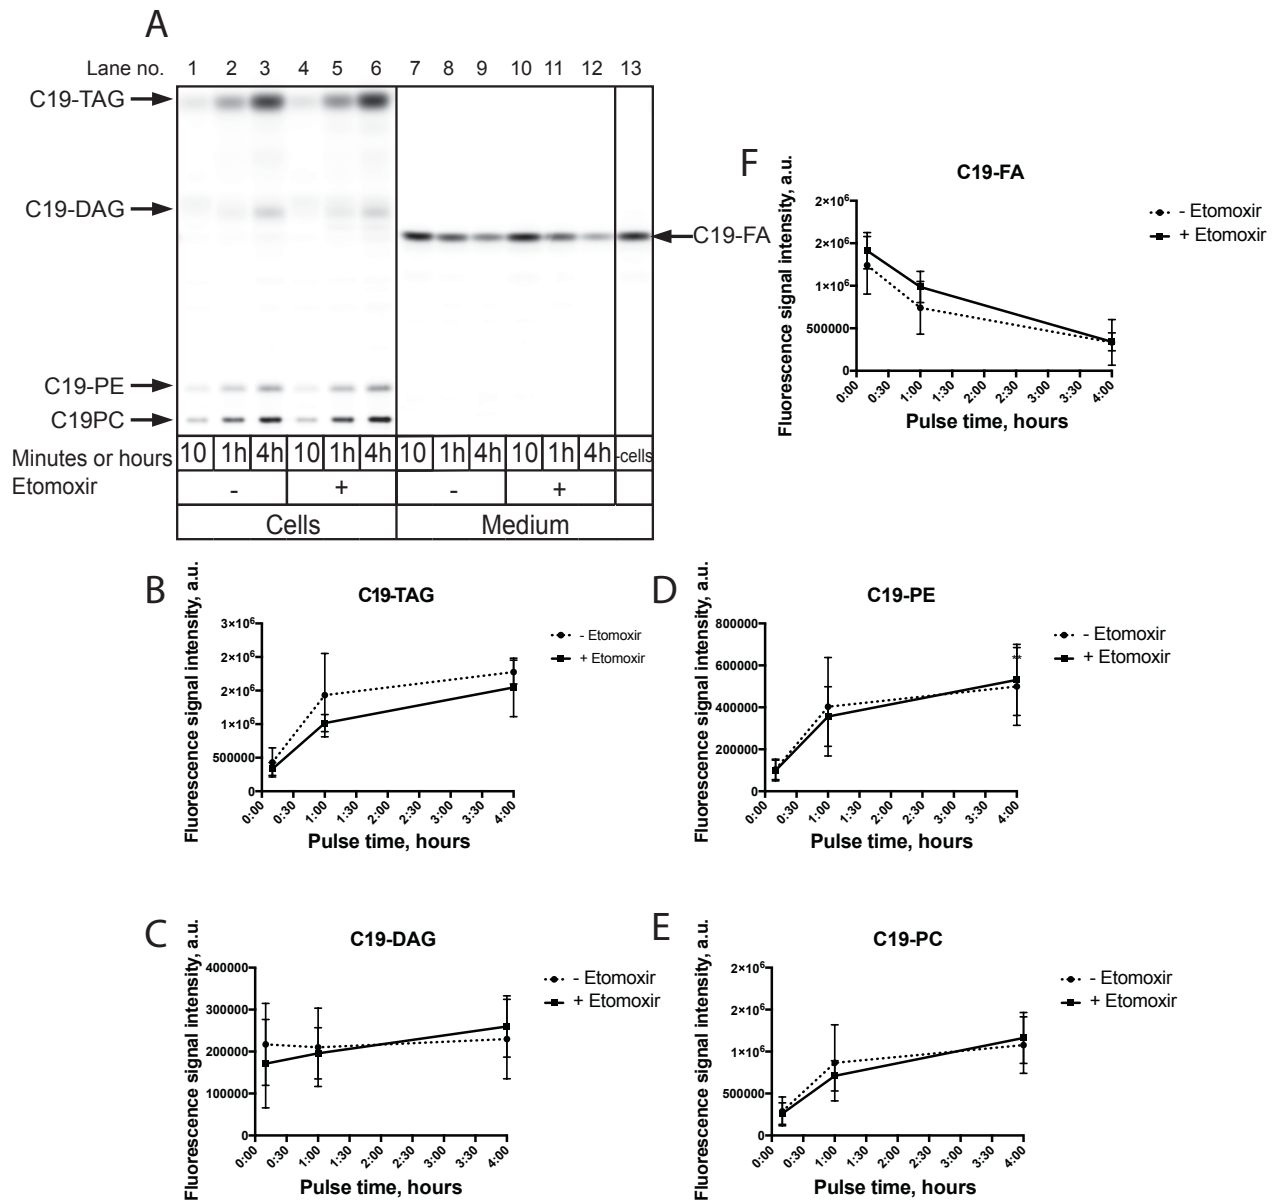 A
Lane no. 1 2 3 4 5 6 7 8 9 10 11 12 13
C19-TAG
C19-DAG
C19-FA
C19-PE
C19PC
Minutes or hours 10 1h 4h 10 1h 4h 10 1h 4h 10 1h 4h -cells
Etomoxir - + - +
Cells Medium
F
C19-FA
Fluorescence signal intensity, a.u.
2×10⁶
2×10⁶
1×10⁶
500000
0
0:00 0:30 1:00 1:30 2:00 2:30 3:00 3:30 4:00
Pulse time, hours
- Etomoxir
+ Etomoxir
B
C19-TAG
Fluorescence signal intensity, a.u.
3×10⁶
2×10⁶
2×10⁶
1×10⁶
500000
0
0:00 0:30 1:00 1:30 2:00 2:30 3:00 3:30 4:00
Pulse time, hours
- Etomoxir
+ Etomoxir
D
C19-PE
Fluorescence signal intensity, a.u.
800000
600000
400000
200000
0
**
0:00 0:30 1:00 1:30 2:00 2:30 3:00 3:30 4:00
Pulse time, hours
- Etomoxir
+ Etomoxir
C
C19-DAG
Fluorescence signal intensity, a.u.
400000
300000
200000
100000
0
0:00 0:30 1:00 1:30 2:00 2:30 3:00 3:30 4:00
Pulse time, hours
- Etomoxir
+ Etomoxir
E
C19-PC
Fluorescence signal intensity, a.u.
2×10⁶
2×10⁶
1×10⁶
500000
0
0:00 0:30 1:00 1:30 2:00 2:30 3:00 3:30 4:00
Pulse time, hours
- Etomoxir
+ Etomoxir